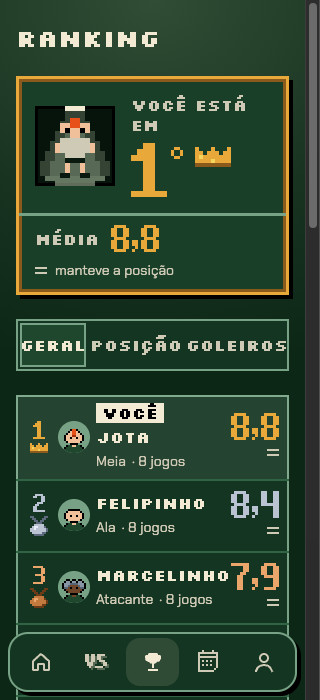 RANKING
VOCÊ ESTÁ
EM
1°
MÉDIA 8,8
= manteve a posição
GERAL POSIÇÃO GOLEIROS
VOCÊ
1 JOTA 8,8
Meia · 8 jogos =
2 FELIPINHO 8,4
Ala · 8 jogos =
3 MARCELINHO 7,9
Atacante · 8 jogos =
VS